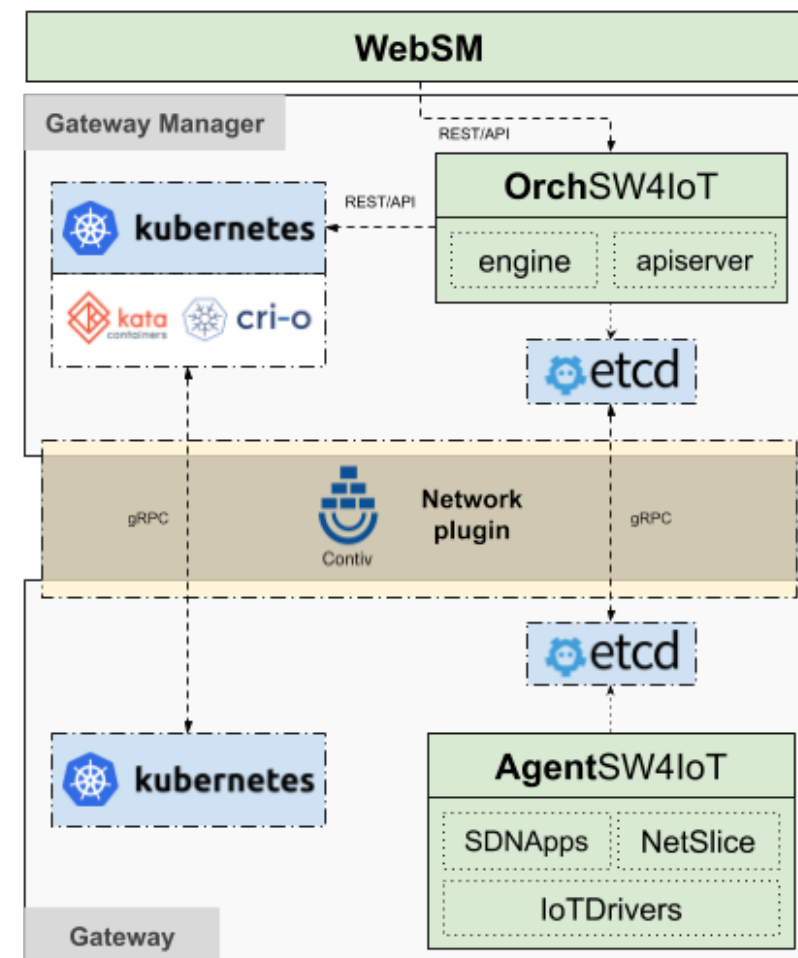 WebSM
Gateway Manager
REST/API
OrchSW4IoT
REST/API
kubernetes
engine
apiserver
kata
containers
cri-o
etcd
gRPC
Contiv
Network
plugin
gRPC
etcd
kubernetes
AgentSW4IoT
SDNApps
NetSlice
IoTDrivers
Gateway